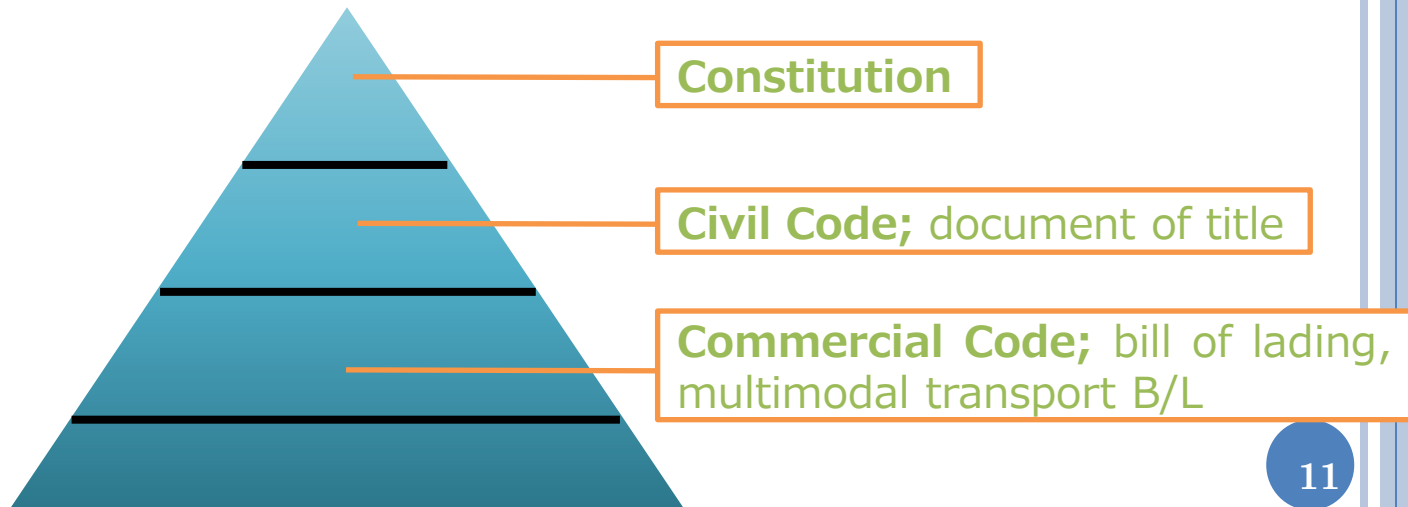 Constitution
Civil Code; document of title
Commercial Code; bill of lading,
multimodal transport B/L
11